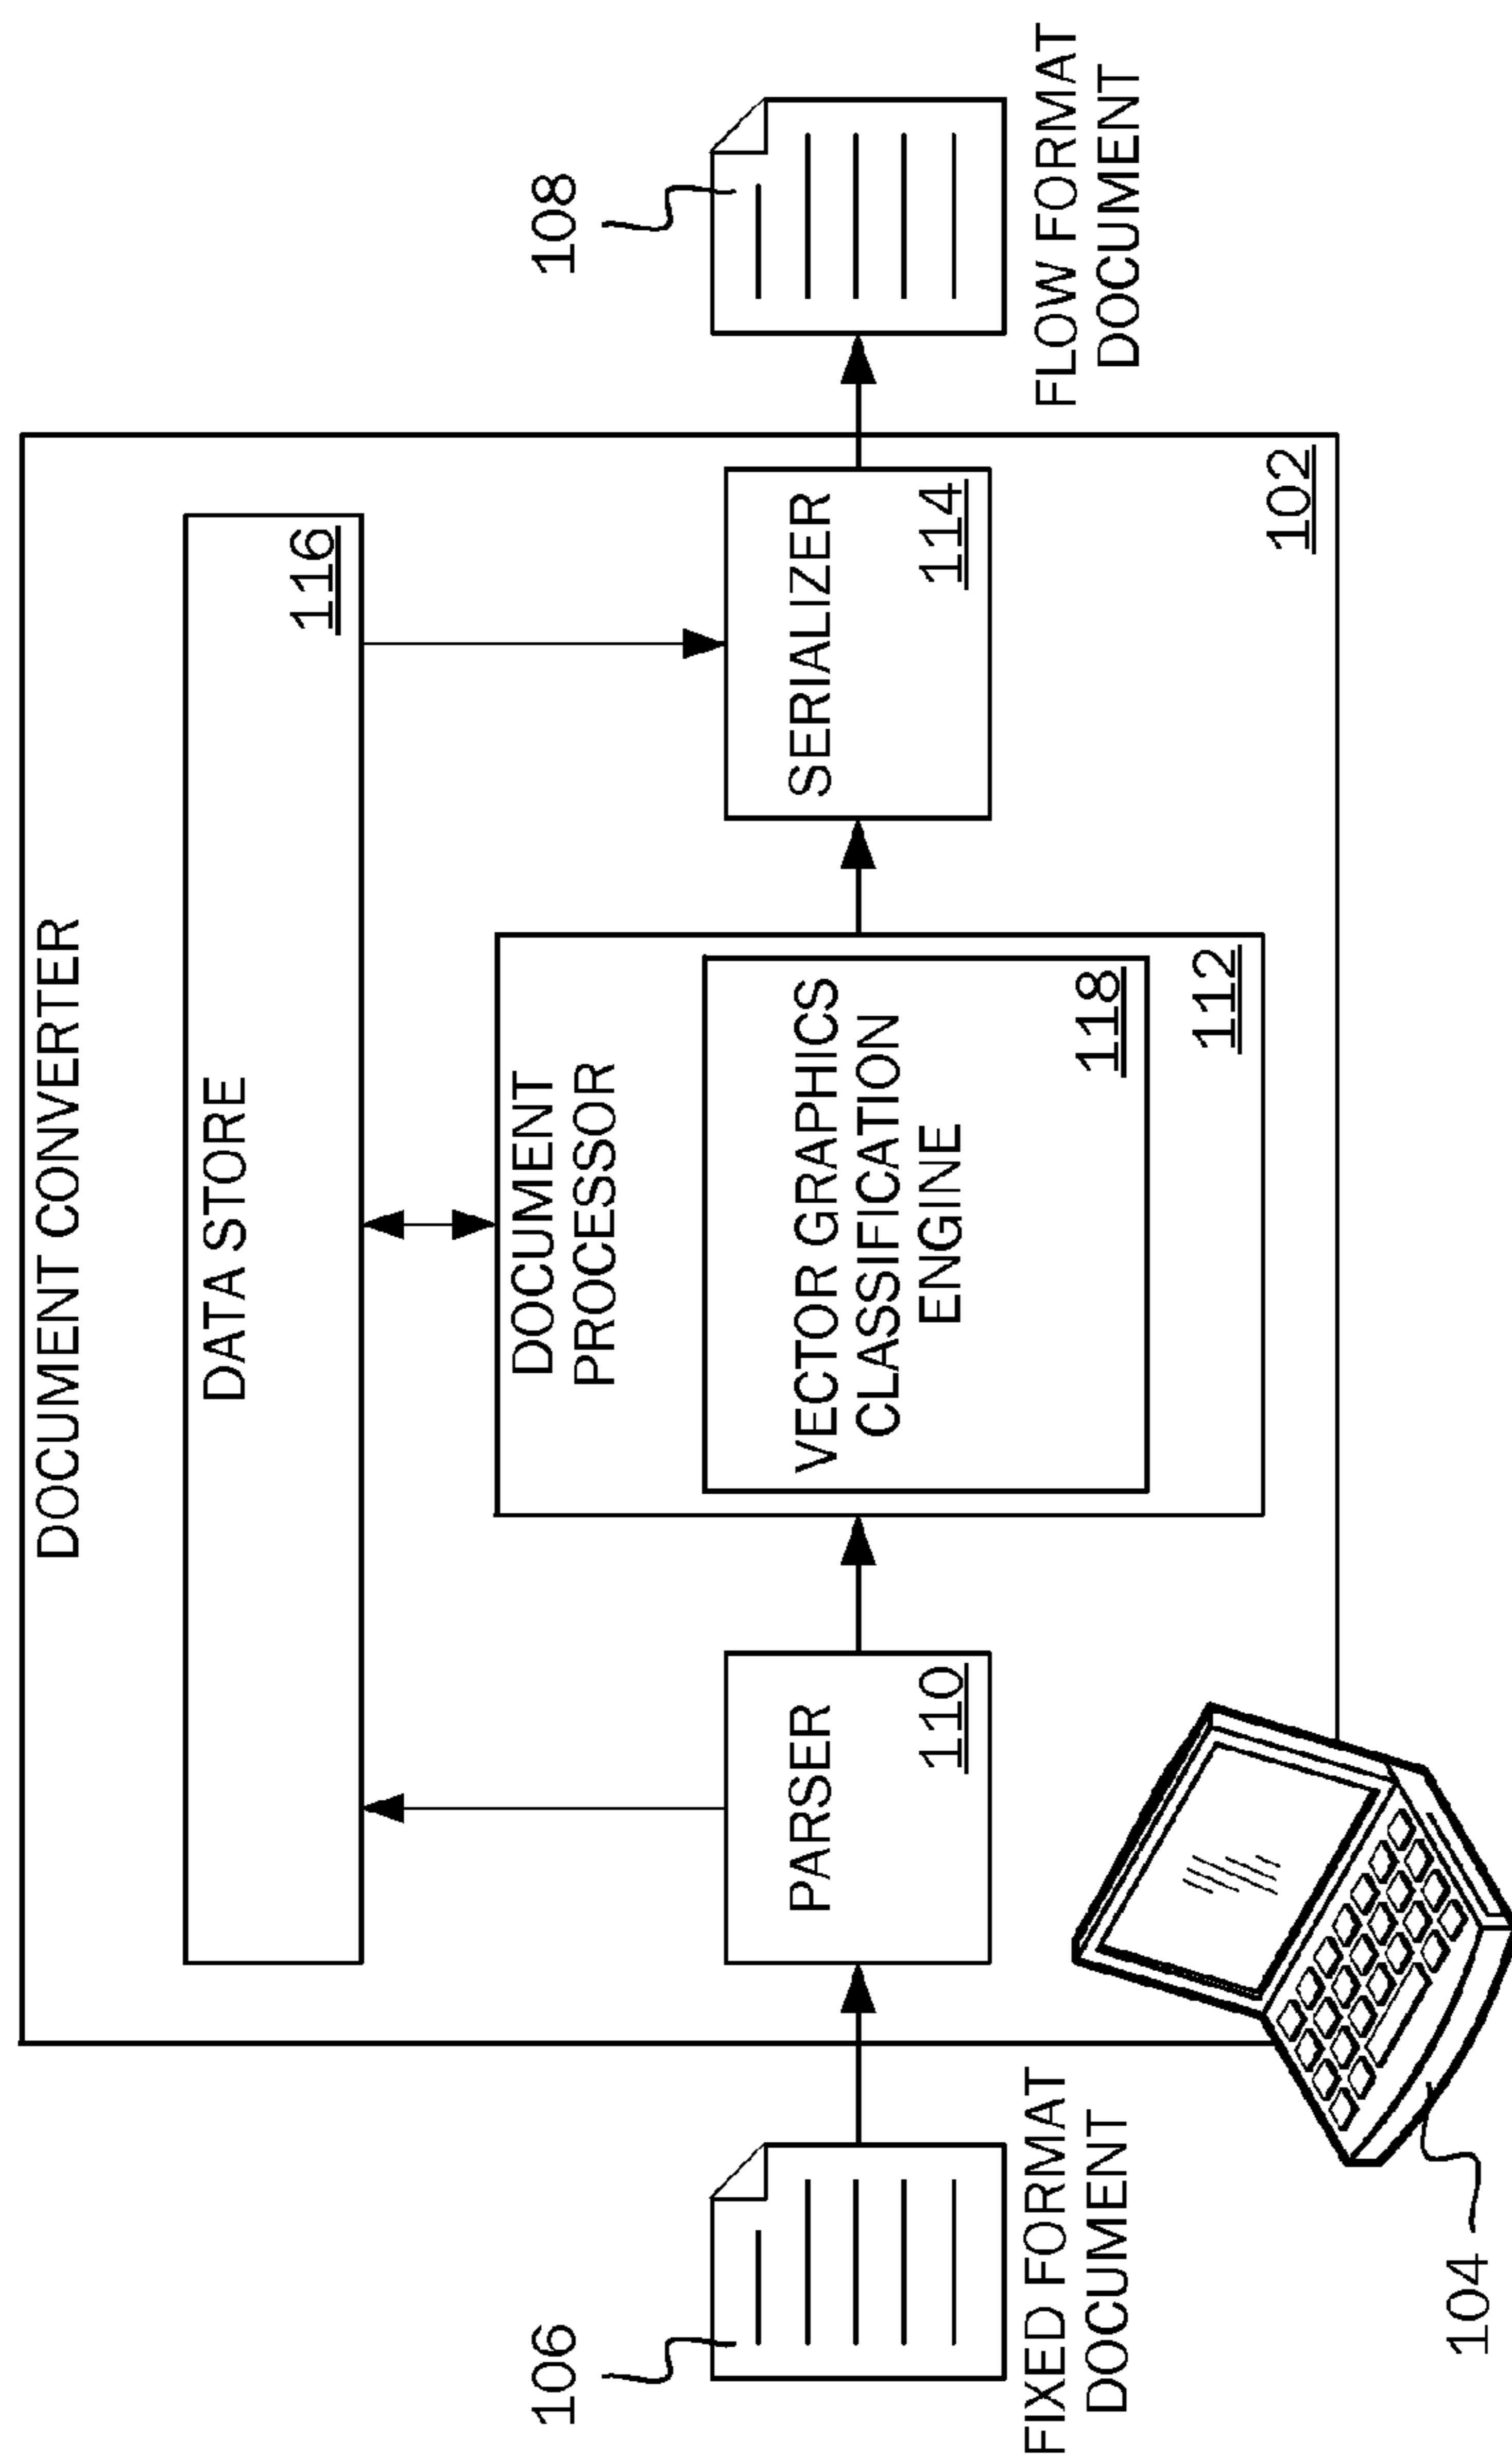 DOCUMENT CONVERTER
DATA STORE
116
DOCUMENT
PROCESSOR
106
108
PARSER
110
VECTOR GRAPHICS
CLASSIFICATION
ENGINE
118
112
SERIALIZER
114
FIXED FORMAT
DOCUMENT
FLOW FORMAT
DOCUMENT
102
104